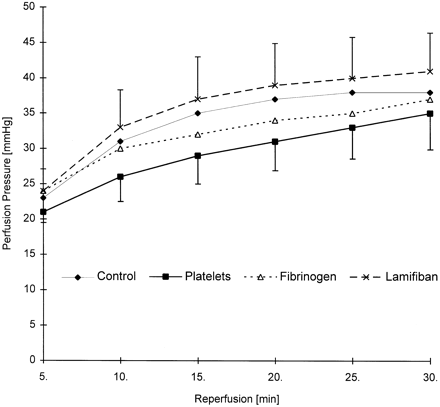 Perfusion Pressure [mmHg]
50
45
40
35
30
25
20
15
10
5
0
Control Platelets Fibrinogen Lamifiban
5. 10. 15. 20. 25. 30.
Reperfusion [min]